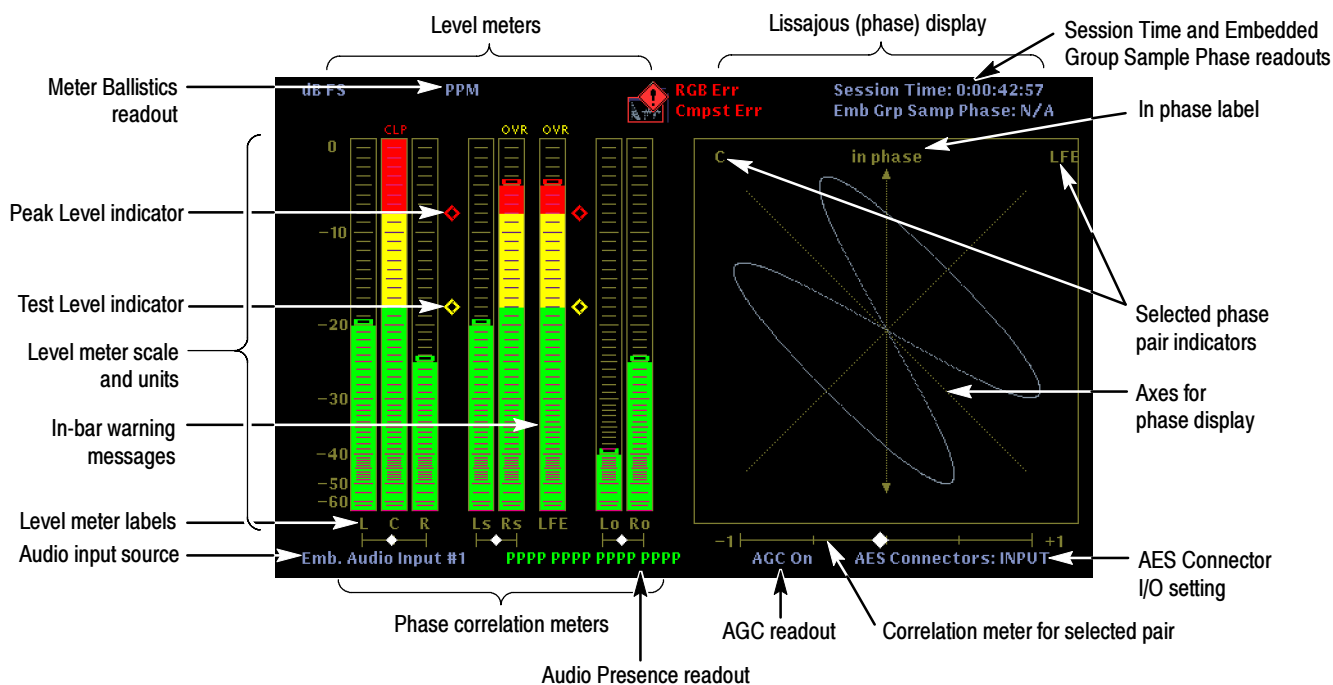 Level meters
Lissajous (phase) display
Session Time and Embedded
Group Sample Phase readouts
Meter Ballistics
readout
dB FS
PPM
RGB Err
Cmpst Err
Session Time: 0:00:42:57
Emb Grp Samp Phase: N/A
In phase label
CLP
OVR
OVR
0
-10
-20
-30
-40
-50
-60
C
in phase
LFE
Peak Level indicator
Test Level indicator
Level meter scale
and units
In-bar warning
messages
Level meter labels
Audio input source
Selected phase
pair indicators
Axes for
phase display
L C R Ls Rs LFE Lo Ro
-1
+1
Emb. Audio Input #1
PPPP PPPP PPPP PPPP
AGC On
AES Connectors: INPUT
AES Connector
I/O setting
Phase correlation meters
AGC readout
Correlation meter for selected pair
Audio Presence readout